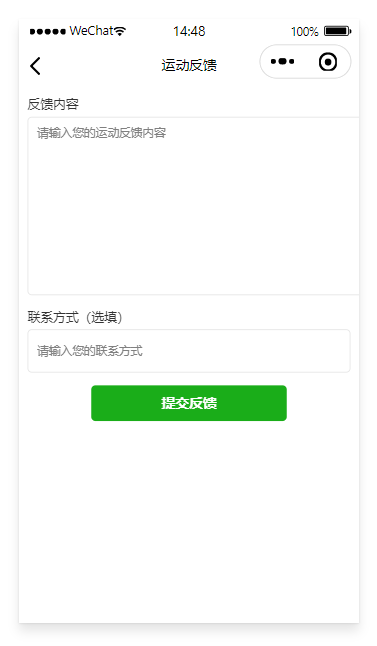 WeChat 14:48 100%
运动反馈
反馈内容
请输入您的运动反馈内容
联系方式（选填）
请输入您的联系方式
提交反馈